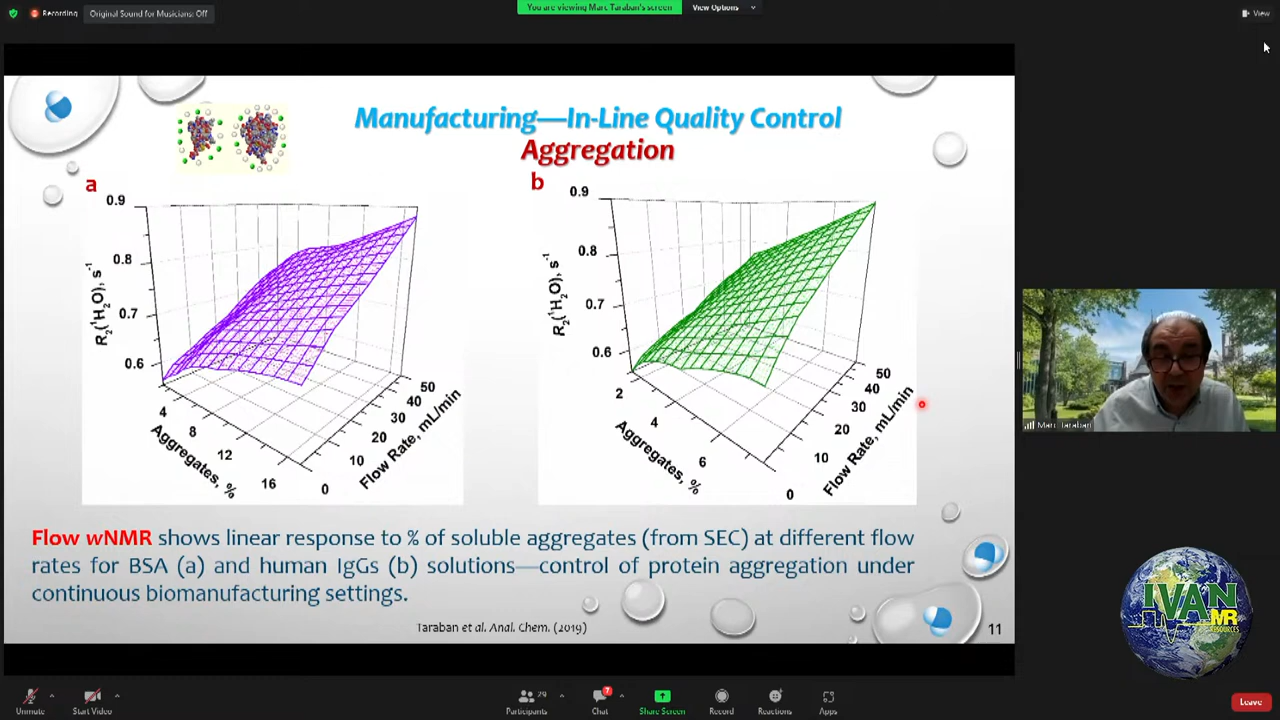 Recording
Original Sound for Musicians: Off
You are viewing Marc Taraban's screen
View Options
View
Manufacturing—In-Line Quality Control
Aggregation
a
b
0.9
0.8
0.7
0.6
R₂(¹H₂O), s⁻¹
4
8
12
16
Aggregates, %
0
10
20
30
40
50
Flow Rate, mL/min
0.9
0.8
0.7
0.6
R₂(¹H₂O), s⁻¹
2
4
6
Aggregates, %
0
10
20
30
40
50
Flow Rate, mL/min
Flow wNMR shows linear response to % of soluble aggregates (from SEC) at different flow
rates for BSA (a) and human IgGs (b) solutions—control of protein aggregation under
continuous biomanufacturing settings.
Taraban et al. Anal. Chem. (2019)
11
Marc Taraban
IVAN
MR
RESOURCES
Unmute
Start Video
Participants
29
Chat
7
Share Screen
Record
Reactions
Apps
Leave